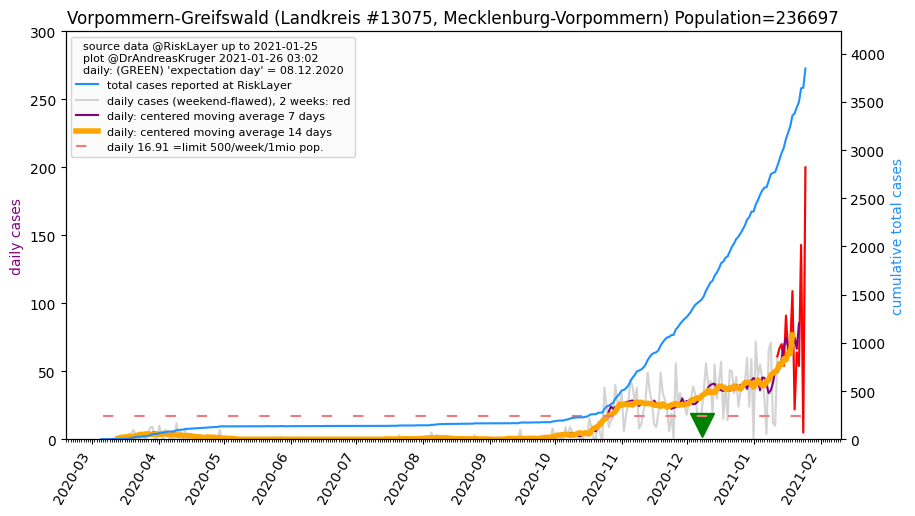 Vorpommern-Greifswald (Landkreis #13075, Mecklenburg-Vorpommern) Population=236697
source data @RiskLayer up to 2021-01-25
plot @DrAndreasKruger 2021-01-26 03:02
daily: (GREEN) 'expectation day' = 08.12.2020
total cases reported at RiskLayer
daily cases (weekend-flawed), 2 weeks: red
daily: centered moving average 7 days
daily: centered moving average 14 days
daily 16.91 =limit 500/week/1mio pop.
daily cases
300
250
200
150
100
50
0
cumulative total cases
4000
3500
3000
2500
2000
1500
1000
500
0
2020-03
2020-04
2020-05
2020-06
2020-07
2020-08
2020-09
2020-10
2020-11
2020-12
2021-01
2021-02